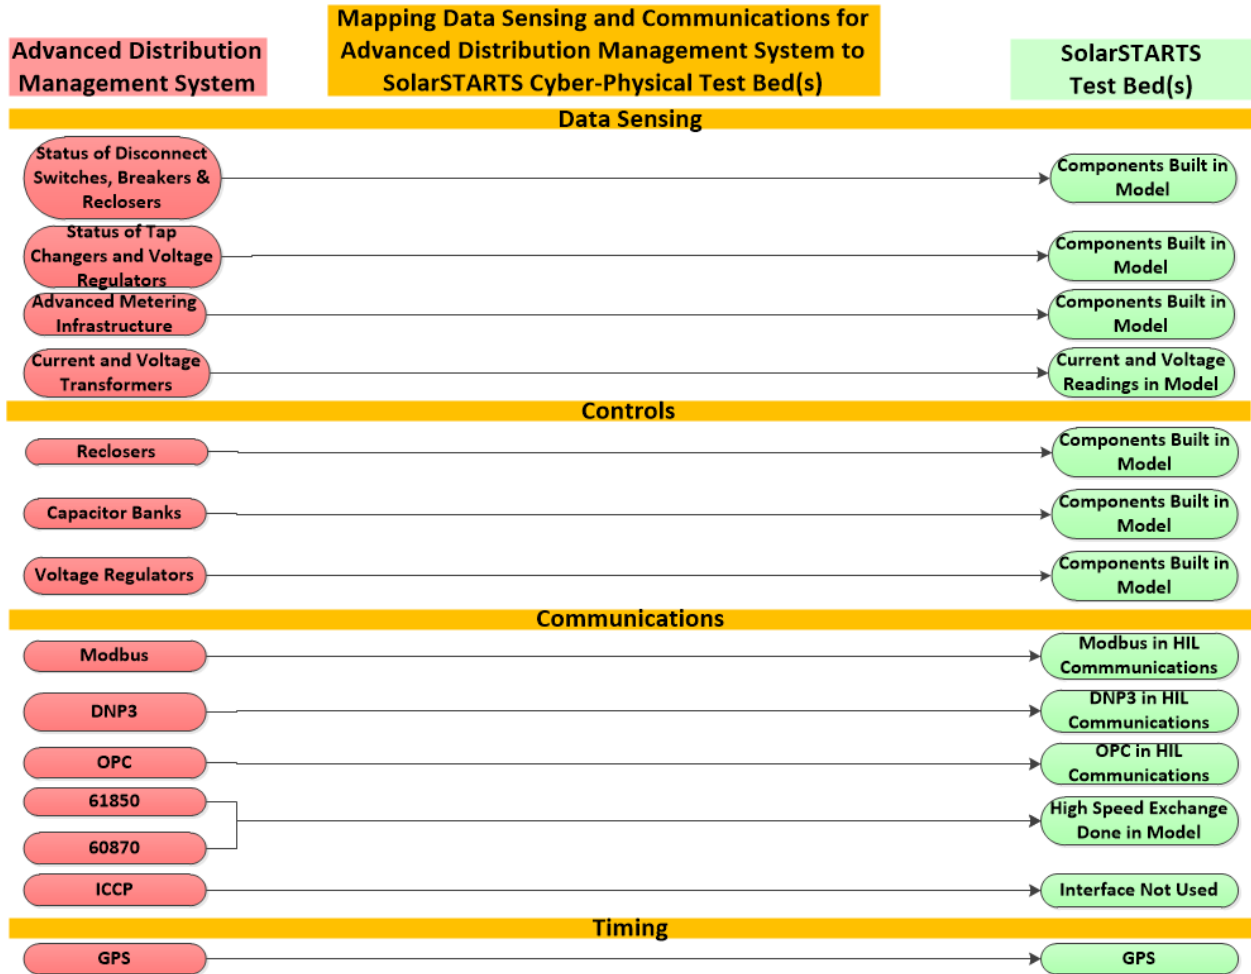 Mapping Data Sensing and Communications for
Advanced Distribution Management System to
SolarSTARTS Cyber-Physical Test Bed(s)
Advanced Distribution
Management System
SolarSTARTS
Test Bed(s)
Data Sensing
Status of Disconnect
Switches, Breakers &
Reclosers
Components Built in
Model
Status of Tap
Changers and Voltage
Regulators
Components Built in
Model
Advanced Metering
Infrastructure
Components Built in
Model
Current and Voltage
Transformers
Current and Voltage
Readings in Model
Controls
Reclosers
Components Built in
Model
Capacitor Banks
Components Built in
Model
Voltage Regulators
Components Built in
Model
Communications
Modbus
Modbus in HIL
Commmunications
DNP3
DNP3 in HIL
Communications
OPC
OPC in HIL
Communications
61850
60870
High Speed Exchange
Done in Model
ICCP
Interface Not Used
Timing
GPS
GPS